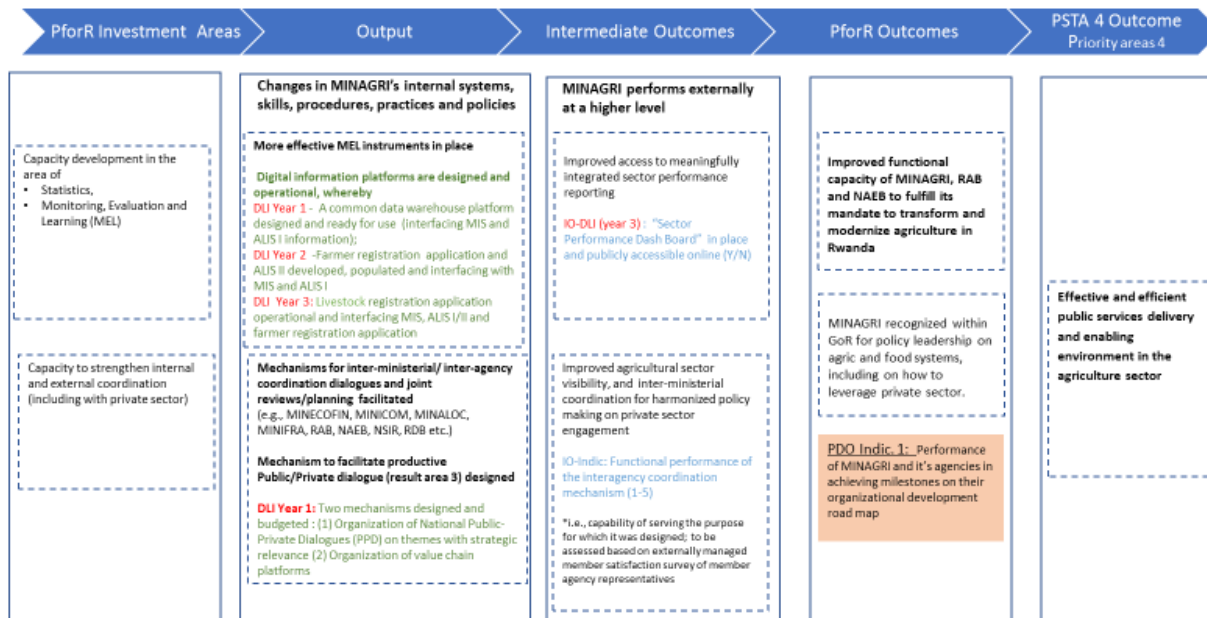 PforR Investment Areas
Output
Intermediate Outcomes
PforR Outcomes
PSTA 4 Outcome
Priority areas 4
Capacity development in the
area of
• Statistics,
• Monitoring, Evaluation and
Learning (MEL)
Capacity to strengthen internal
and external coordination
(including with private sector)
Changes in MINAGRI's internal systems,
skills, procedures, practices and policies
More effective MEL instruments in place
Digital information platforms are designed and
operational, whereby
DLI Year 1 - A common data warehouse platform
designed and ready for use (interfacing MIS and
ALIS I information);
DLI Year 2 -Farmer registration application and
ALIS II developed, populated and interfacing with
MIS and ALIS I
DLI Year 3: Livestock registration application
operational and interfacing MIS, ALIS I/II and
farmer registration application
Mechanisms for inter-ministerial/ inter-agency
coordination dialogues and joint
reviews/planning facilitated
(e.g., MINECOFIN, MINICOM, MINALOC,
MINIFRA, RAB, NAEB, NSIR, RDB etc.)
Mechanism to facilitate productive
Public/Private dialogue (result area 3) designed
DLI Year 1: Two mechanisms designed and
budgeted : (1) Organization of National Public-
Private Dialogues (PPD) on themes with strategic
relevance (2) Organization of value chain
platforms
MINAGRI performs externally
at a higher level
Improved access to meaningfully
integrated sector performance
reporting
IO-DLI (year 3) : "Sector
Performance Dash Board" in place
and publicly accessible online (Y/N)
Improved agricultural sector
visibility, and inter-ministerial
coordination for harmonized policy
making on private sector
engagement
IO-Indic: Functional performance of
the interagency coordination
mechanism (1-5)
*i.e., capability of serving the purpose
for which it was designed; to be
assessed based on externally managed
member satisfaction survey of member
agency representatives
Improved functional
capacity of MINAGRI, RAB
and NAEB to fulfill its
mandate to transform and
modernize agriculture in
Rwanda
MINAGRI recognized within
GoR for policy leadership on
agric and food systems,
including on how to
leverage private sector.
PDO Indic. 1: Performance
of MINAGRI and it's agencies in
achieving milestones on their
organizational development
road map
Effective and efficient
public services delivery
and enabling
environment in the
agriculture sector